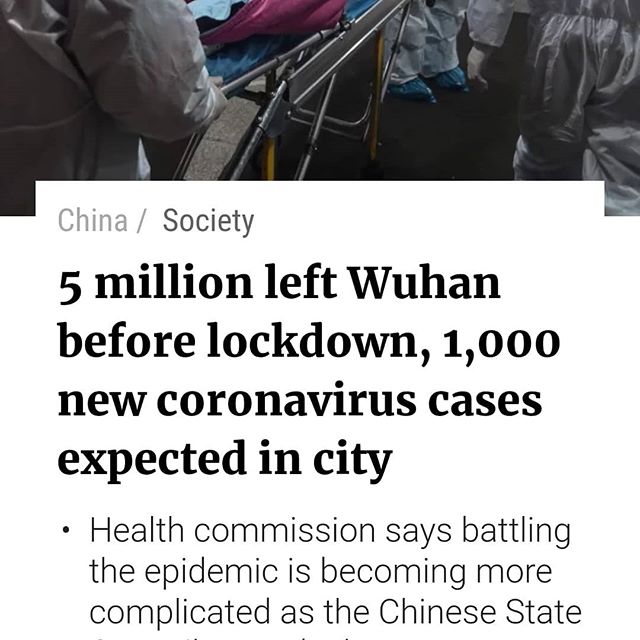 China / Society
5 million left Wuhan
before lockdown, 1,000
new coronavirus cases
expected in city
• Health commission says battling
the epidemic is becoming more
complicated as the Chinese State